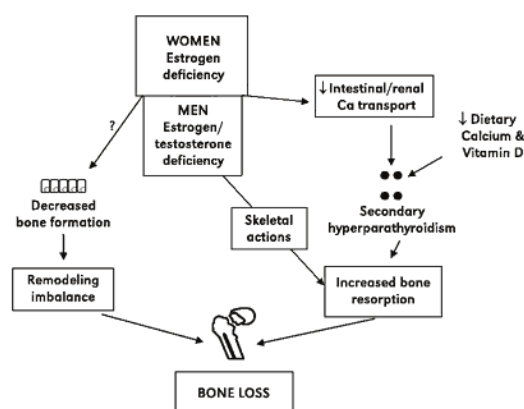 WOMEN
Estrogen
deficiency
MEN
Estrogen/
testosterone
deficiency
?
↓Intestinal/renal
Ca transport
↓ Dietary
Calcium &
Vitamin D
Decreased
bone formation
Skeletal
actions
Secondary
hyperparathyroidism
Remodeling
imbalance
Increased bone
resorption
BONE LOSS